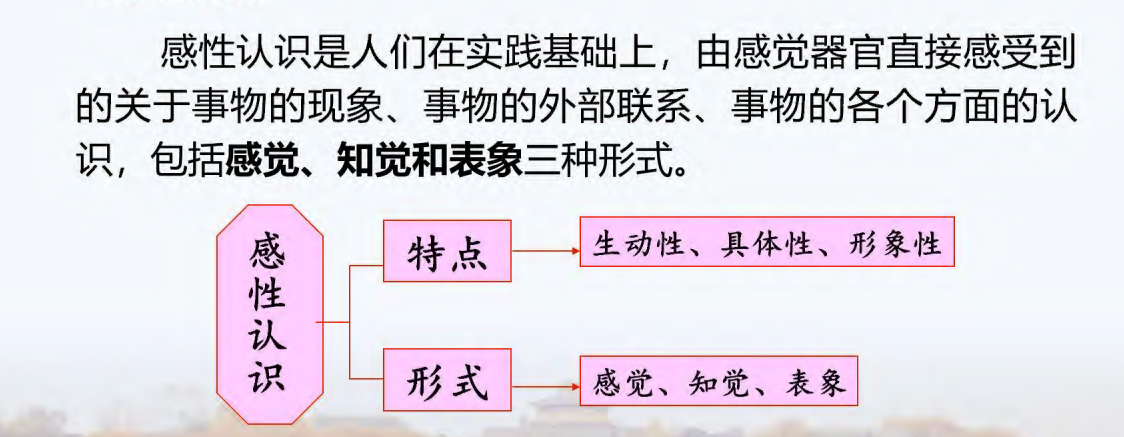 感性认识是人们在实践基础上，由感觉器官直接感受到
的关于事物的现象、事物的外部联系、事物的各个方面的认
识，包括感觉、知觉和表象三种形式。
感性认识
特点
生动性、具体性、形象性
形式
感觉、知觉、表象